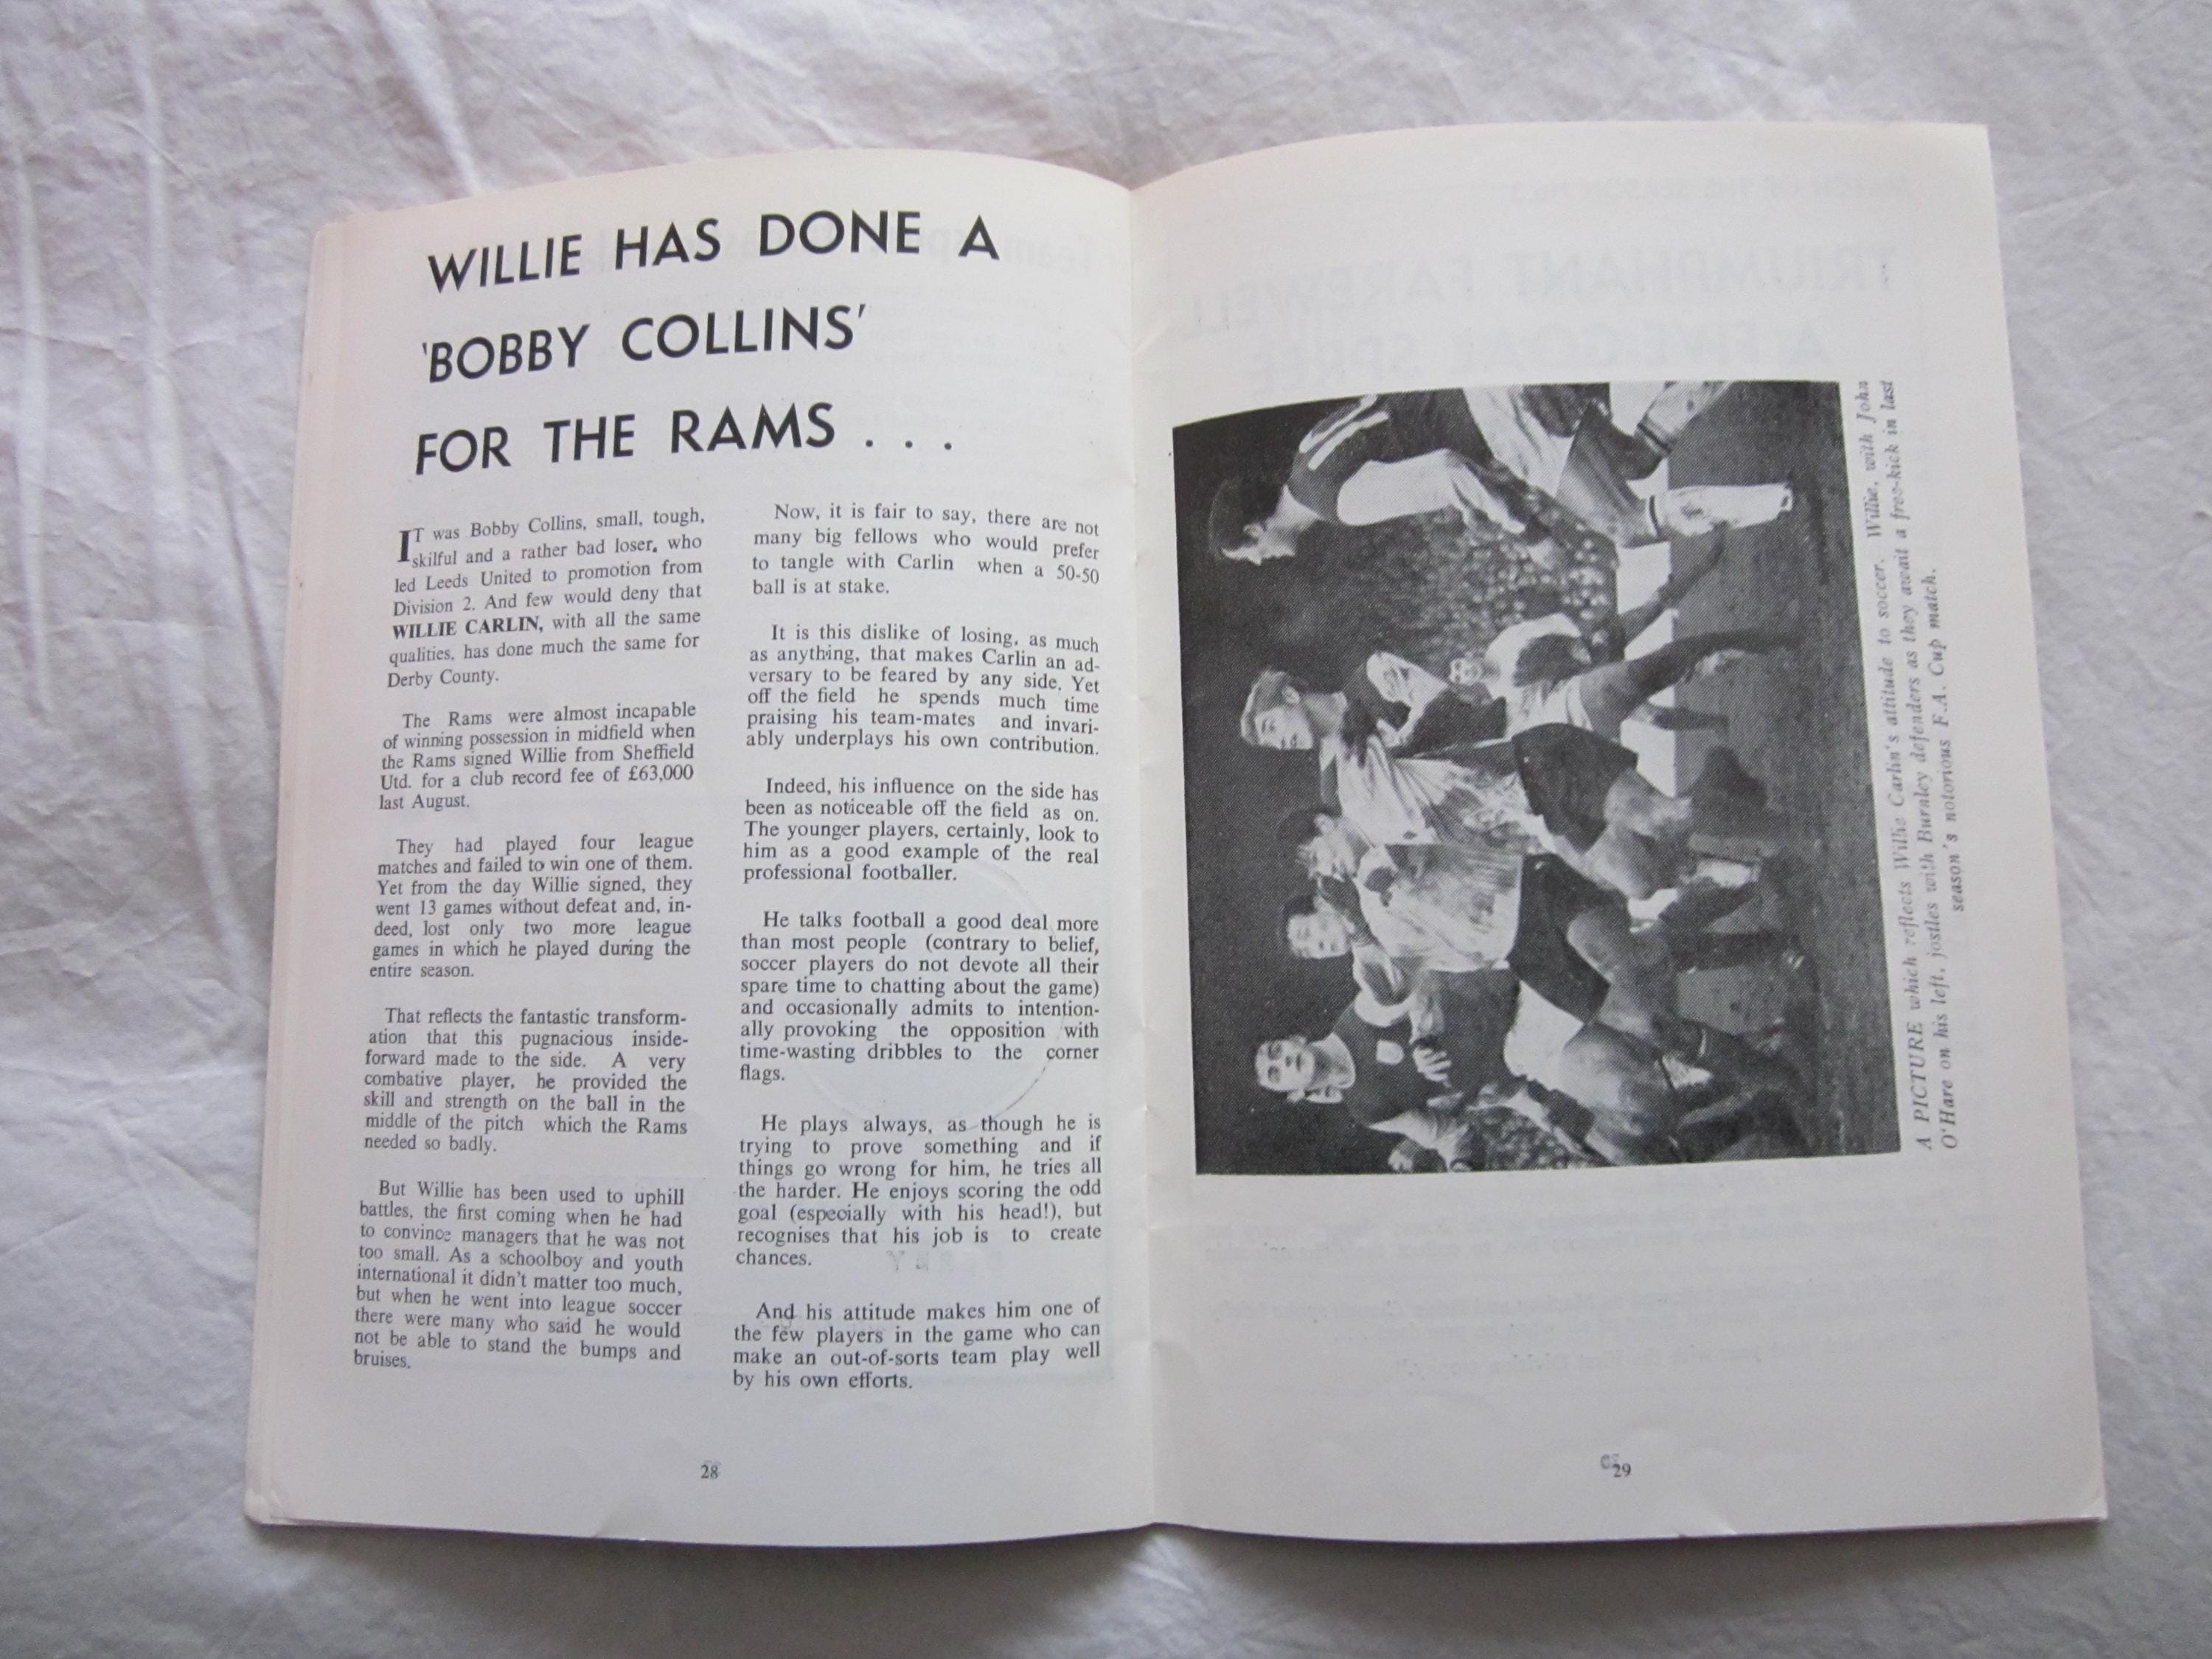 WILLIE HAS DONE A
'BOBBY COLLINS'
FOR THE RAMS . . .
IT was Bobby Collins, small, tough,
skilful and a rather bad loser, who
led Leeds United to promotion from
Division 2. And few would deny that
WILLIE CARLIN, with all the same
qualities, has done much the same for
Derby County.
The Rams were almost incapable
of winning possession in midfield when
the Rams signed Willie from Sheffield
Utd. for a club record fee of £63,000
last August.
They had played four league
matches and failed to win one of them.
Yet from the day Willie signed, they
went 13 games without defeat and, in-
deed, lost only two more league
games in which he played during the
entire season.
That reflects the fantastic transform-
ation that this pugnacious inside-
forward made to the side. A very
combative player, he provided the
skill and strength on the ball in the
middle of the pitch which the Rams
needed so badly.
But Willie has been used to uphill
battles, the first coming when he had
to convince managers that he was not
too small. As a schoolboy and youth
international it didn't matter too much,
but when he went into league soccer
there were many who said he would
not be able to stand the bumps and
bruises.
Now, it is fair to say, there are not
many big fellows who would prefer
to tangle with Carlin when a 50-50
ball is at stake.
It is this dislike of losing, as much
as anything, that makes Carlin an ad-
versary to be feared by any side. Yet
off the field he spends much time
praising his team-mates and invari-
ably underplays his own contribution.
Indeed, his influence on the side has
been as noticeable off the field as on.
The younger players, certainly, look to
him as a good example of the real
professional footballer.
He talks football a good deal more
than most people (contrary to belief,
soccer players do not devote all their
spare time to chatting about the game)
and occasionally admits to intention-
ally provoking the opposition with
time-wasting dribbles to the corner
flags.
He plays always, as though he is
trying to prove something and if
things go wrong for him, he tries all
the harder. He enjoys scoring the odd
goal (especially with his head!), but
recognises that his job is to create
chances.
And his attitude makes him one of
the few players in the game who can
make an out-of-sorts team play well
by his own efforts.
28
A PICTURE which reflects Willie Carlin's attitude to soccer. Willie, with John
O'Hare on his left, jostles with Burnley defenders as they await a free-kick in last
season's notorious F.A. Cup match.
29